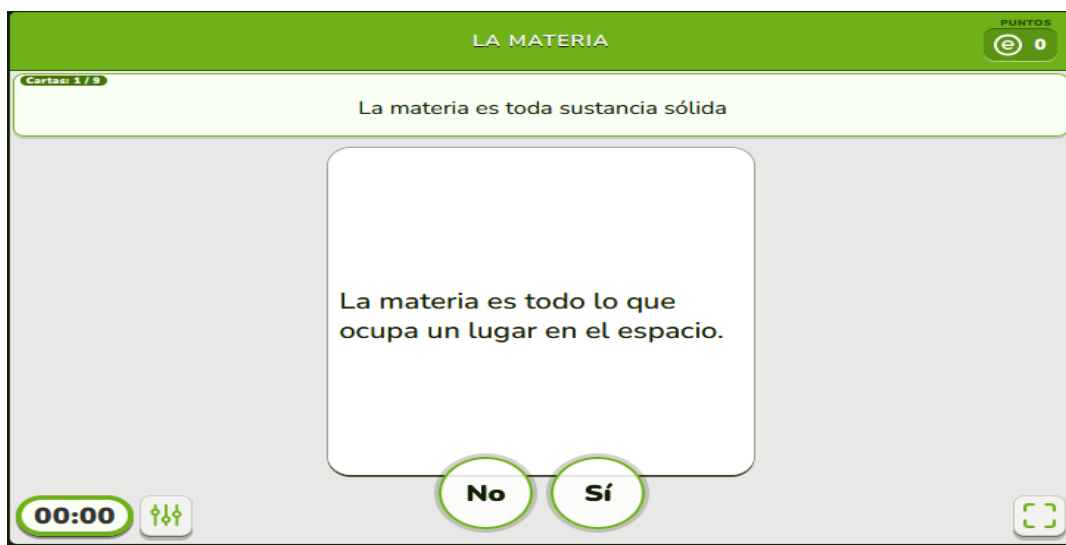 LA MATERIA
PUNTOS
e 0
Cartas: 1 / 9
La materia es toda sustancia sólida
La materia es todo lo que
ocupa un lugar en el espacio.
No
Sí
00:00